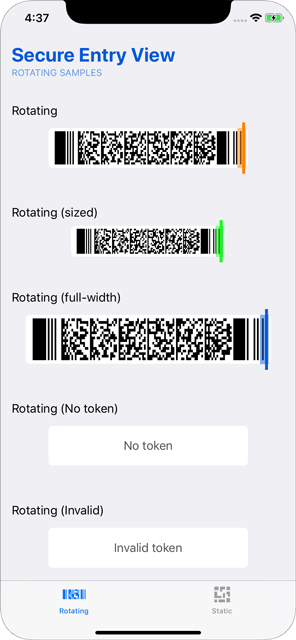 4:37
Secure Entry View
ROTATING SAMPLES
Rotating
Rotating (sized)
Rotating (full-width)
Rotating (No token)
No token
Rotating (Invalid)
Invalid token
Rotating
Static